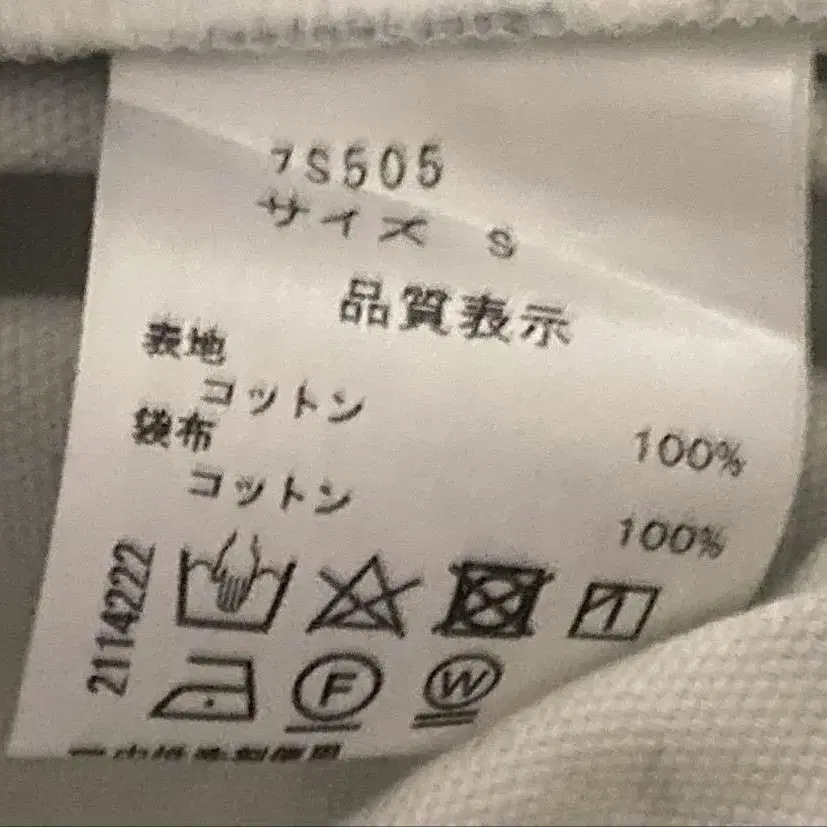 7S505
サイズ S
品質表示
表地
コットン 100%
袋布
コットン 100%
2114222
F
W